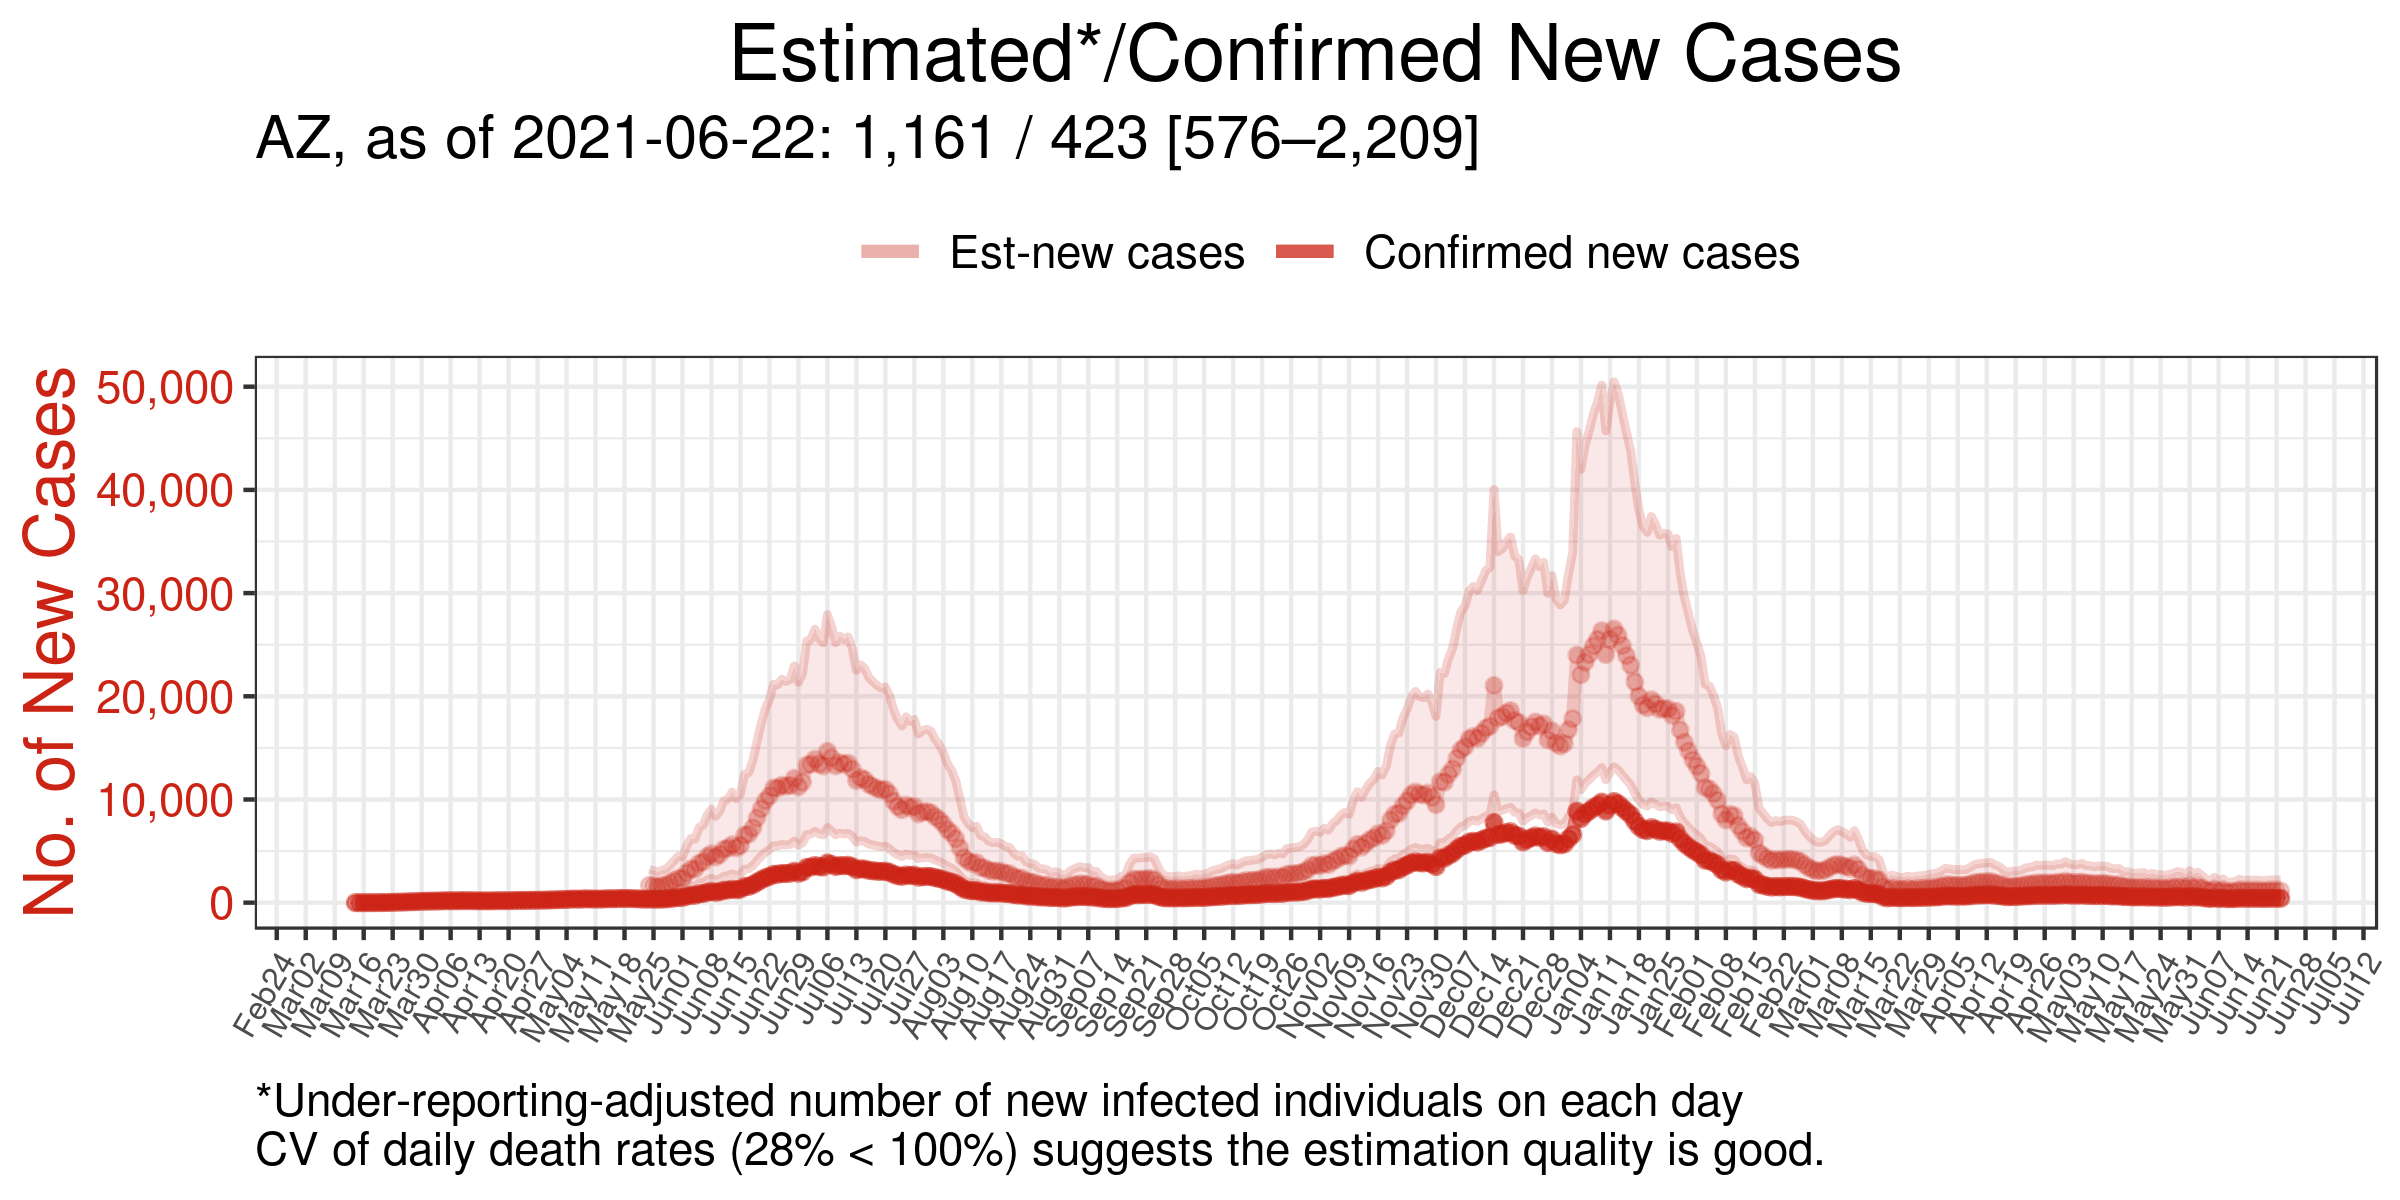 Estimated*/Confirmed New Cases
AZ, as of 2021-06-22: 1,161 / 423 [576–2,209]
Est-new cases Confirmed new cases
No. of New Cases
50,000
40,000
30,000
20,000
10,000
0
Feb24 Mar02 Mar09 Mar16 Mar23 Mar30 Apr06 Apr13 Apr20 Apr27 May04 May11 May18 May25 Jun01 Jun08 Jun15 Jun22 Jun29 Jul06 Jul13 Jul20 Jul27 Aug03 Aug10 Aug17 Aug24 Aug31 Sep07 Sep14 Sep21 Sep28 Oct05 Oct12 Oct19 Oct26 Nov02 Nov09 Nov16 Nov23 Nov30 Dec07 Dec14 Dec21 Dec28 Jan04 Jan11 Jan18 Jan25 Feb01 Feb08 Feb15 Feb22 Mar01 Mar08 Mar15 Mar22 Mar29 Apr05 Apr12 Apr19 Apr26 May03 May10 May17 May24 May31 Jun07 Jun14 Jun21 Jun28 Jul05 Jul12
*Under-reporting-adjusted number of new infected individuals on each day
CV of daily death rates (28% < 100%) suggests the estimation quality is good.